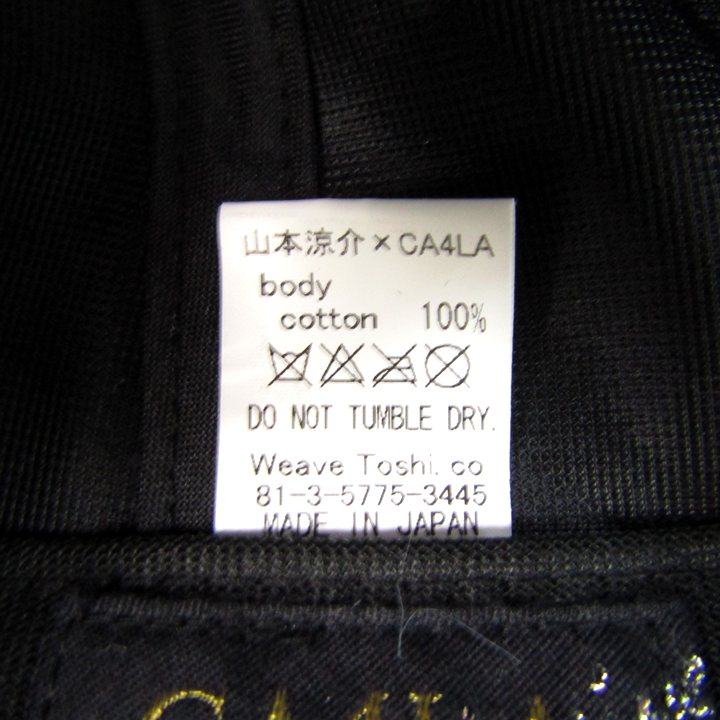 山本涼介×CA4LA
body
cotton 100%
DO NOT TUMBLE DRY.
Weave Toshi. co
81-3-5775-3445
MADE IN JAPAN